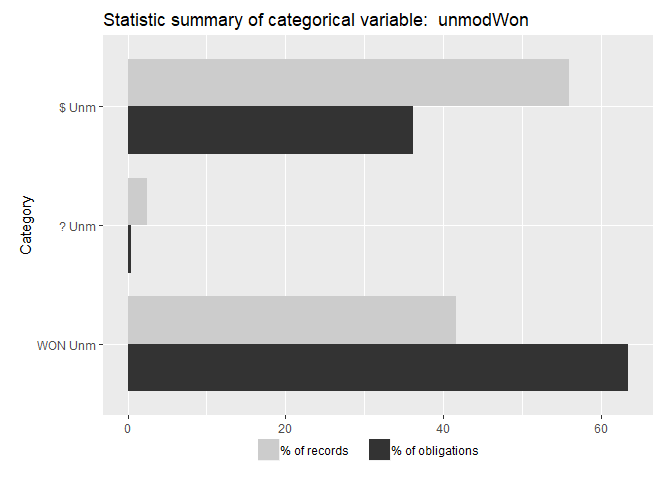 Statistic summary of categorical variable:  unmodWon
$ Unm
? Unm
WON Unm
Category
0 20 40 60
% of records % of obligations